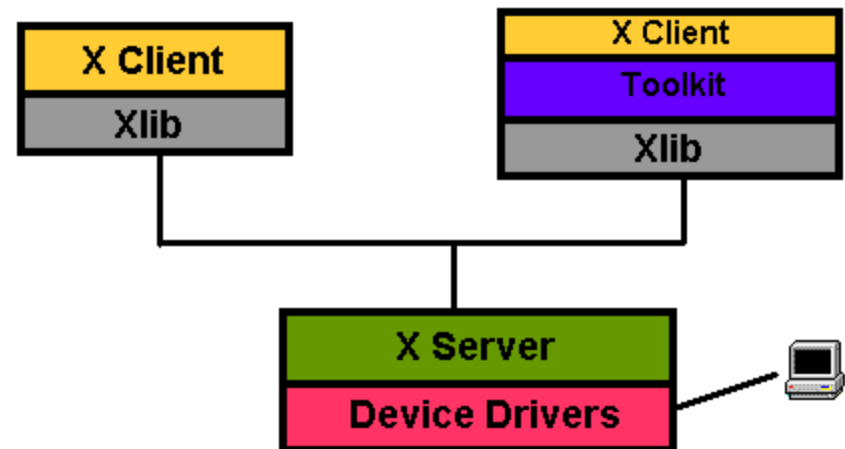 X Client
Xlib
X Client
Toolkit
Xlib
X Server
Device Drivers